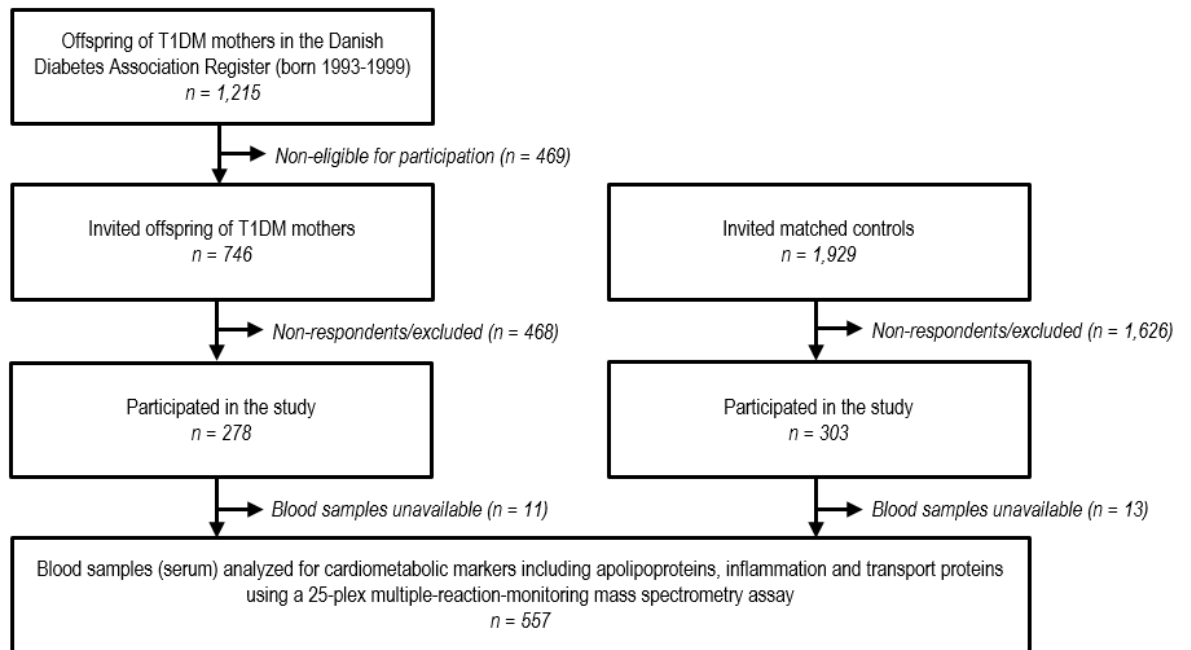 Offspring of T1DM mothers in the Danish
Diabetes Association Register (born 1993-1999)
n = 1,215
Non-eligible for participation (n = 469)
Invited offspring of T1DM mothers
n = 746
Invited matched controls
n = 1,929
Non-respondents/excluded (n = 468)
Non-respondents/excluded (n = 1,626)
Participated in the study
n = 278
Participated in the study
n = 303
Blood samples unavailable (n = 11)
Blood samples unavailable (n = 13)
Blood samples (serum) analyzed for cardiometabolic markers including apolipoproteins, inflammation and transport proteins
using a 25-plex multiple-reaction-monitoring mass spectrometry assay
n = 557